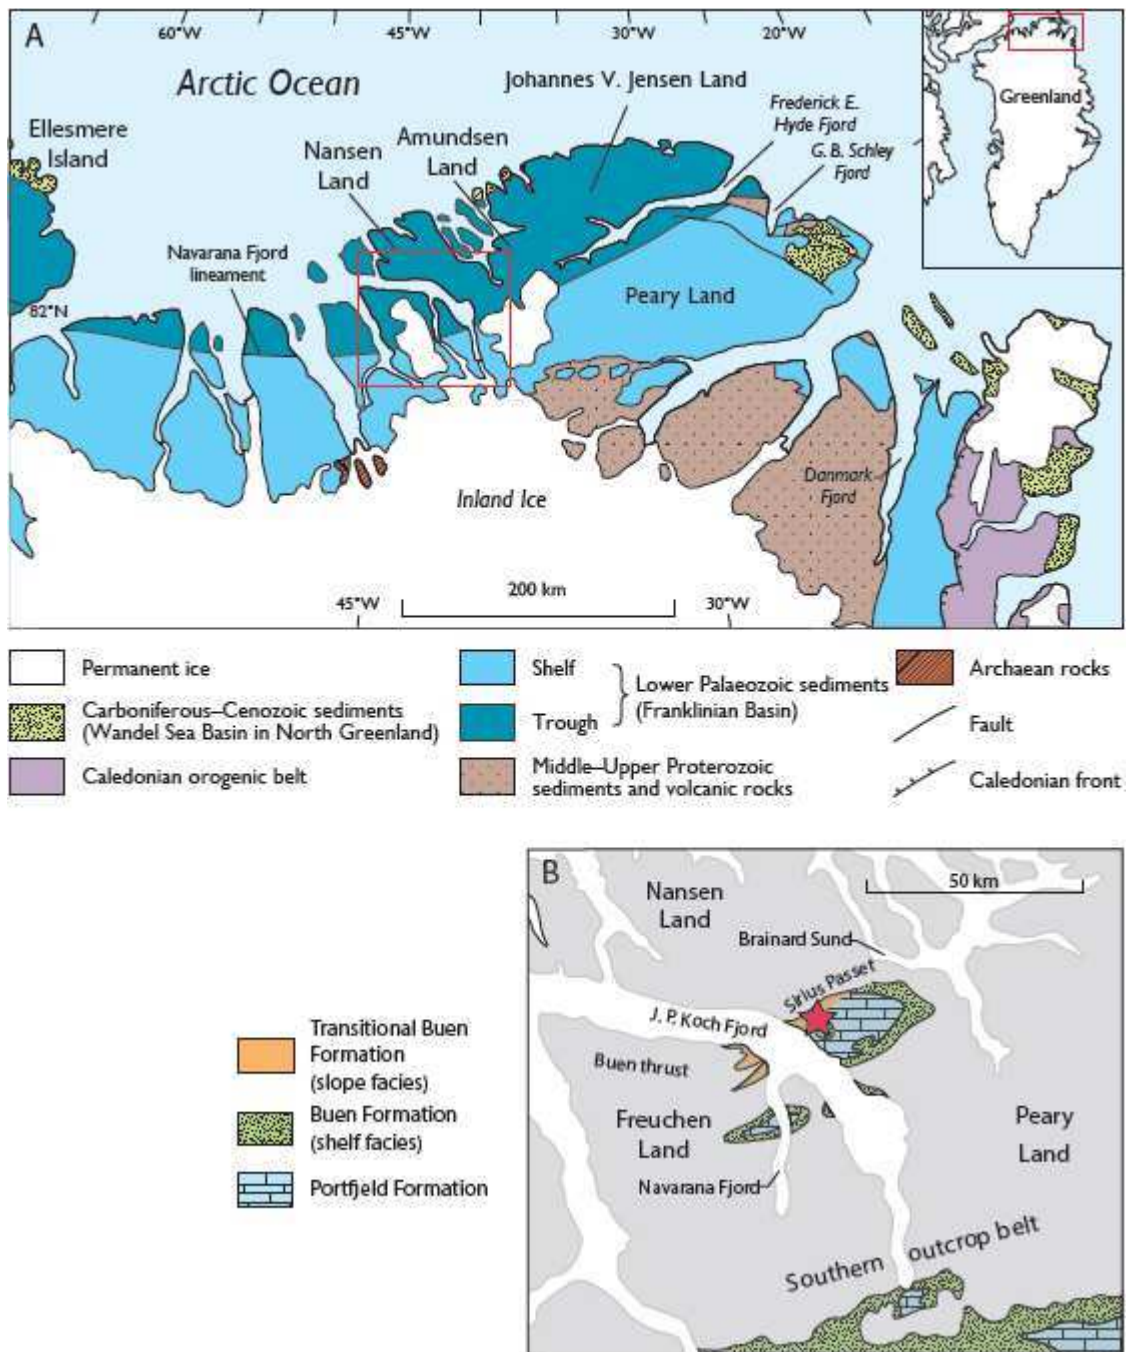 A
60°W
45°W
30°W
20°W
Arctic Ocean
Johannes V. Jensen Land
Frederick E.
Hyde Fjord
G.B. Schley
Fjord
Greenland
Ellesmere
Island
Nansen
Land
Amundsen
Land
Navarana Fjord
lineament
82°N
Peary Land
Danmark
Fjord
Inland Ice
200 km
45°W
30°W
Permanent ice
Carboniferous–Cenozoic sediments
(Wandel Sea Basin in North Greenland)
Caledonian orogenic belt
Shelf
Trough
Lower Palaeozoic sediments
(Franklinian Basin)
Middle–Upper Proterozoic
sediments and volcanic rocks
Archaean rocks
Fault
Caledonian front
B
50 km
Nansen
Land
Brainard Sund
Sirius Passet
J. P. Koch Fjord
Buen thrust
Freuchen
Land
Peary
Land
Navarana Fjord
Southern outcrop belt
Transitional Buen
Formation
(slope facies)
Buen Formation
(shelf facies)
Portfjeld Formation